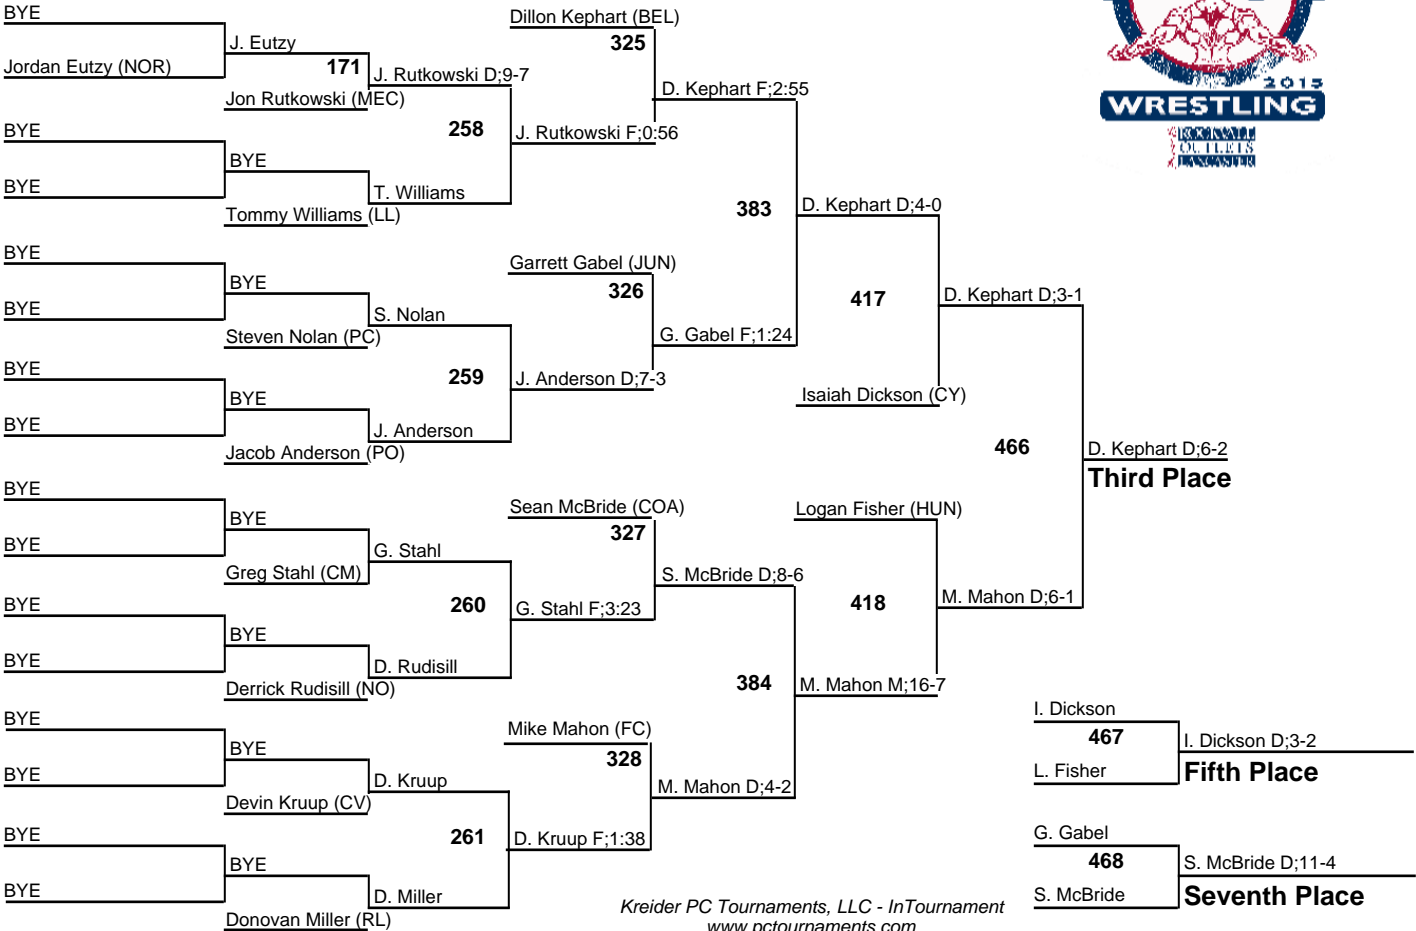 BYE
Dillon Kephart (BEL)
J. Eutzy
325
Jordan Eutzy (NOR)
171
J. Rutkowski D;9-7
D. Kephart F;2:55
Jon Rutkowski (MEC)
BYE
258
J. Rutkowski F;0:56
BYE
BYE
T. Williams
383
D. Kephart D;4-0
Tommy Williams (LL)
BYE
Garrett Gabel (JUN)
BYE
326
417
D. Kephart D;3-1
BYE
S. Nolan
Steven Nolan (PC)
G. Gabel F;1:24
BYE
259
J. Anderson D;7-3
BYE
Isaiah Dickson (CY)
BYE
J. Anderson
466
D. Kephart D;6-2
Jacob Anderson (PO)
Third Place
BYE
Sean McBride (COA)
Logan Fisher (HUN)
BYE
327
BYE
G. Stahl
Greg Stahl (CM)
S. McBride D;8-6
BYE
260
G. Stahl F;3:23
418
M. Mahon D;6-1
BYE
BYE
D. Rudisill
384
M. Mahon M;16-7
Derrick Rudisill (NO)
BYE
Mike Mahon (FC)
I. Dickson
BYE
328
467
I. Dickson D;3-2
BYE
D. Kruup
M. Mahon D;4-2
L. Fisher
Fifth Place
Devin Kruup (CV)
BYE
261
D. Kruup F;1:38
G. Gabel
BYE
468
S. McBride D;11-4
BYE
D. Miller
S. McBride
Seventh Place
Donovan Miller (RL)
Kreider PC Tournaments, LLC - InTournament
www.pctournaments.com
2015
WRESTLING
ROCKVALE
OUTLETS
LANCASTER